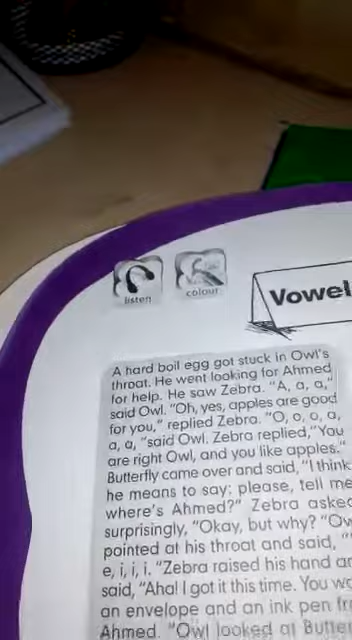 listen
colour
Vowel
A hard boil egg got stuck in Owl's
throat. He went looking for Ahmed
for help. He saw Zebra. "A, a, a,"
said Owl. "Oh, yes, apples are good
for you," replied Zebra. "O, o, o, a,
a, a, "said Owl. Zebra replied,"You
are right Owl, and you like apples."
Butterfly came over and said, "I think
he means to say: please, tell me
where's Ahmed?" Zebra asked
surprisingly, "Okay, but why? "Ow
pointed at his throat and said, "
e, i, i, i. "Zebra raised his hand an
said, "Aha! I got it this time. You wa
an envelope and an ink pen fr
Ahmed. "Owl looked at Butter